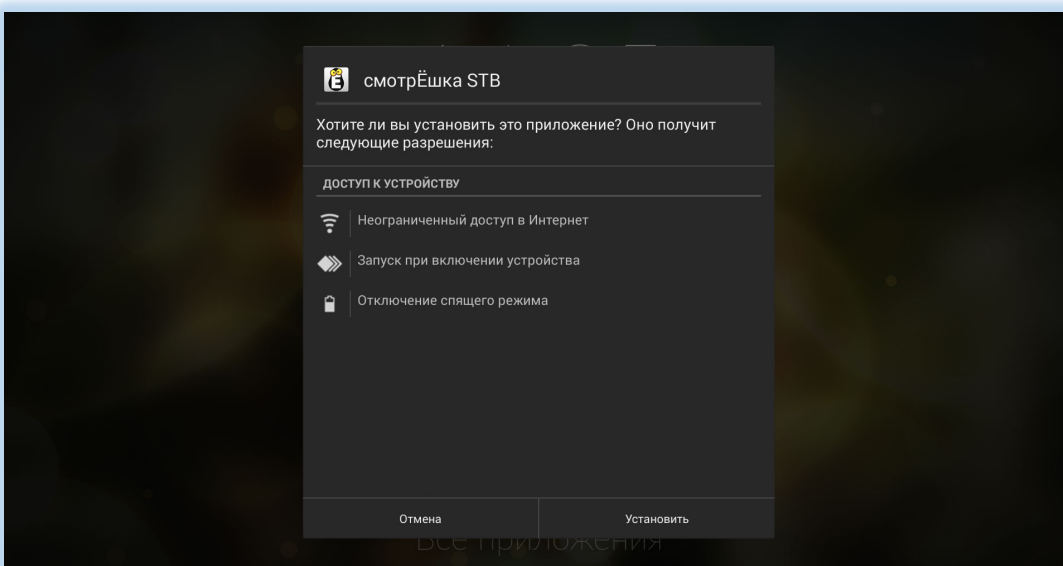 смотрЁшка STB
Хотите ли вы установить это приложение? Оно получит
следующие разрешения:
ДОСТУП К УСТРОЙСТВУ
Неограниченный доступ в Интернет
Запуск при включении устройства
Отключение спящего режима
Отмена
Установить
Все приложения